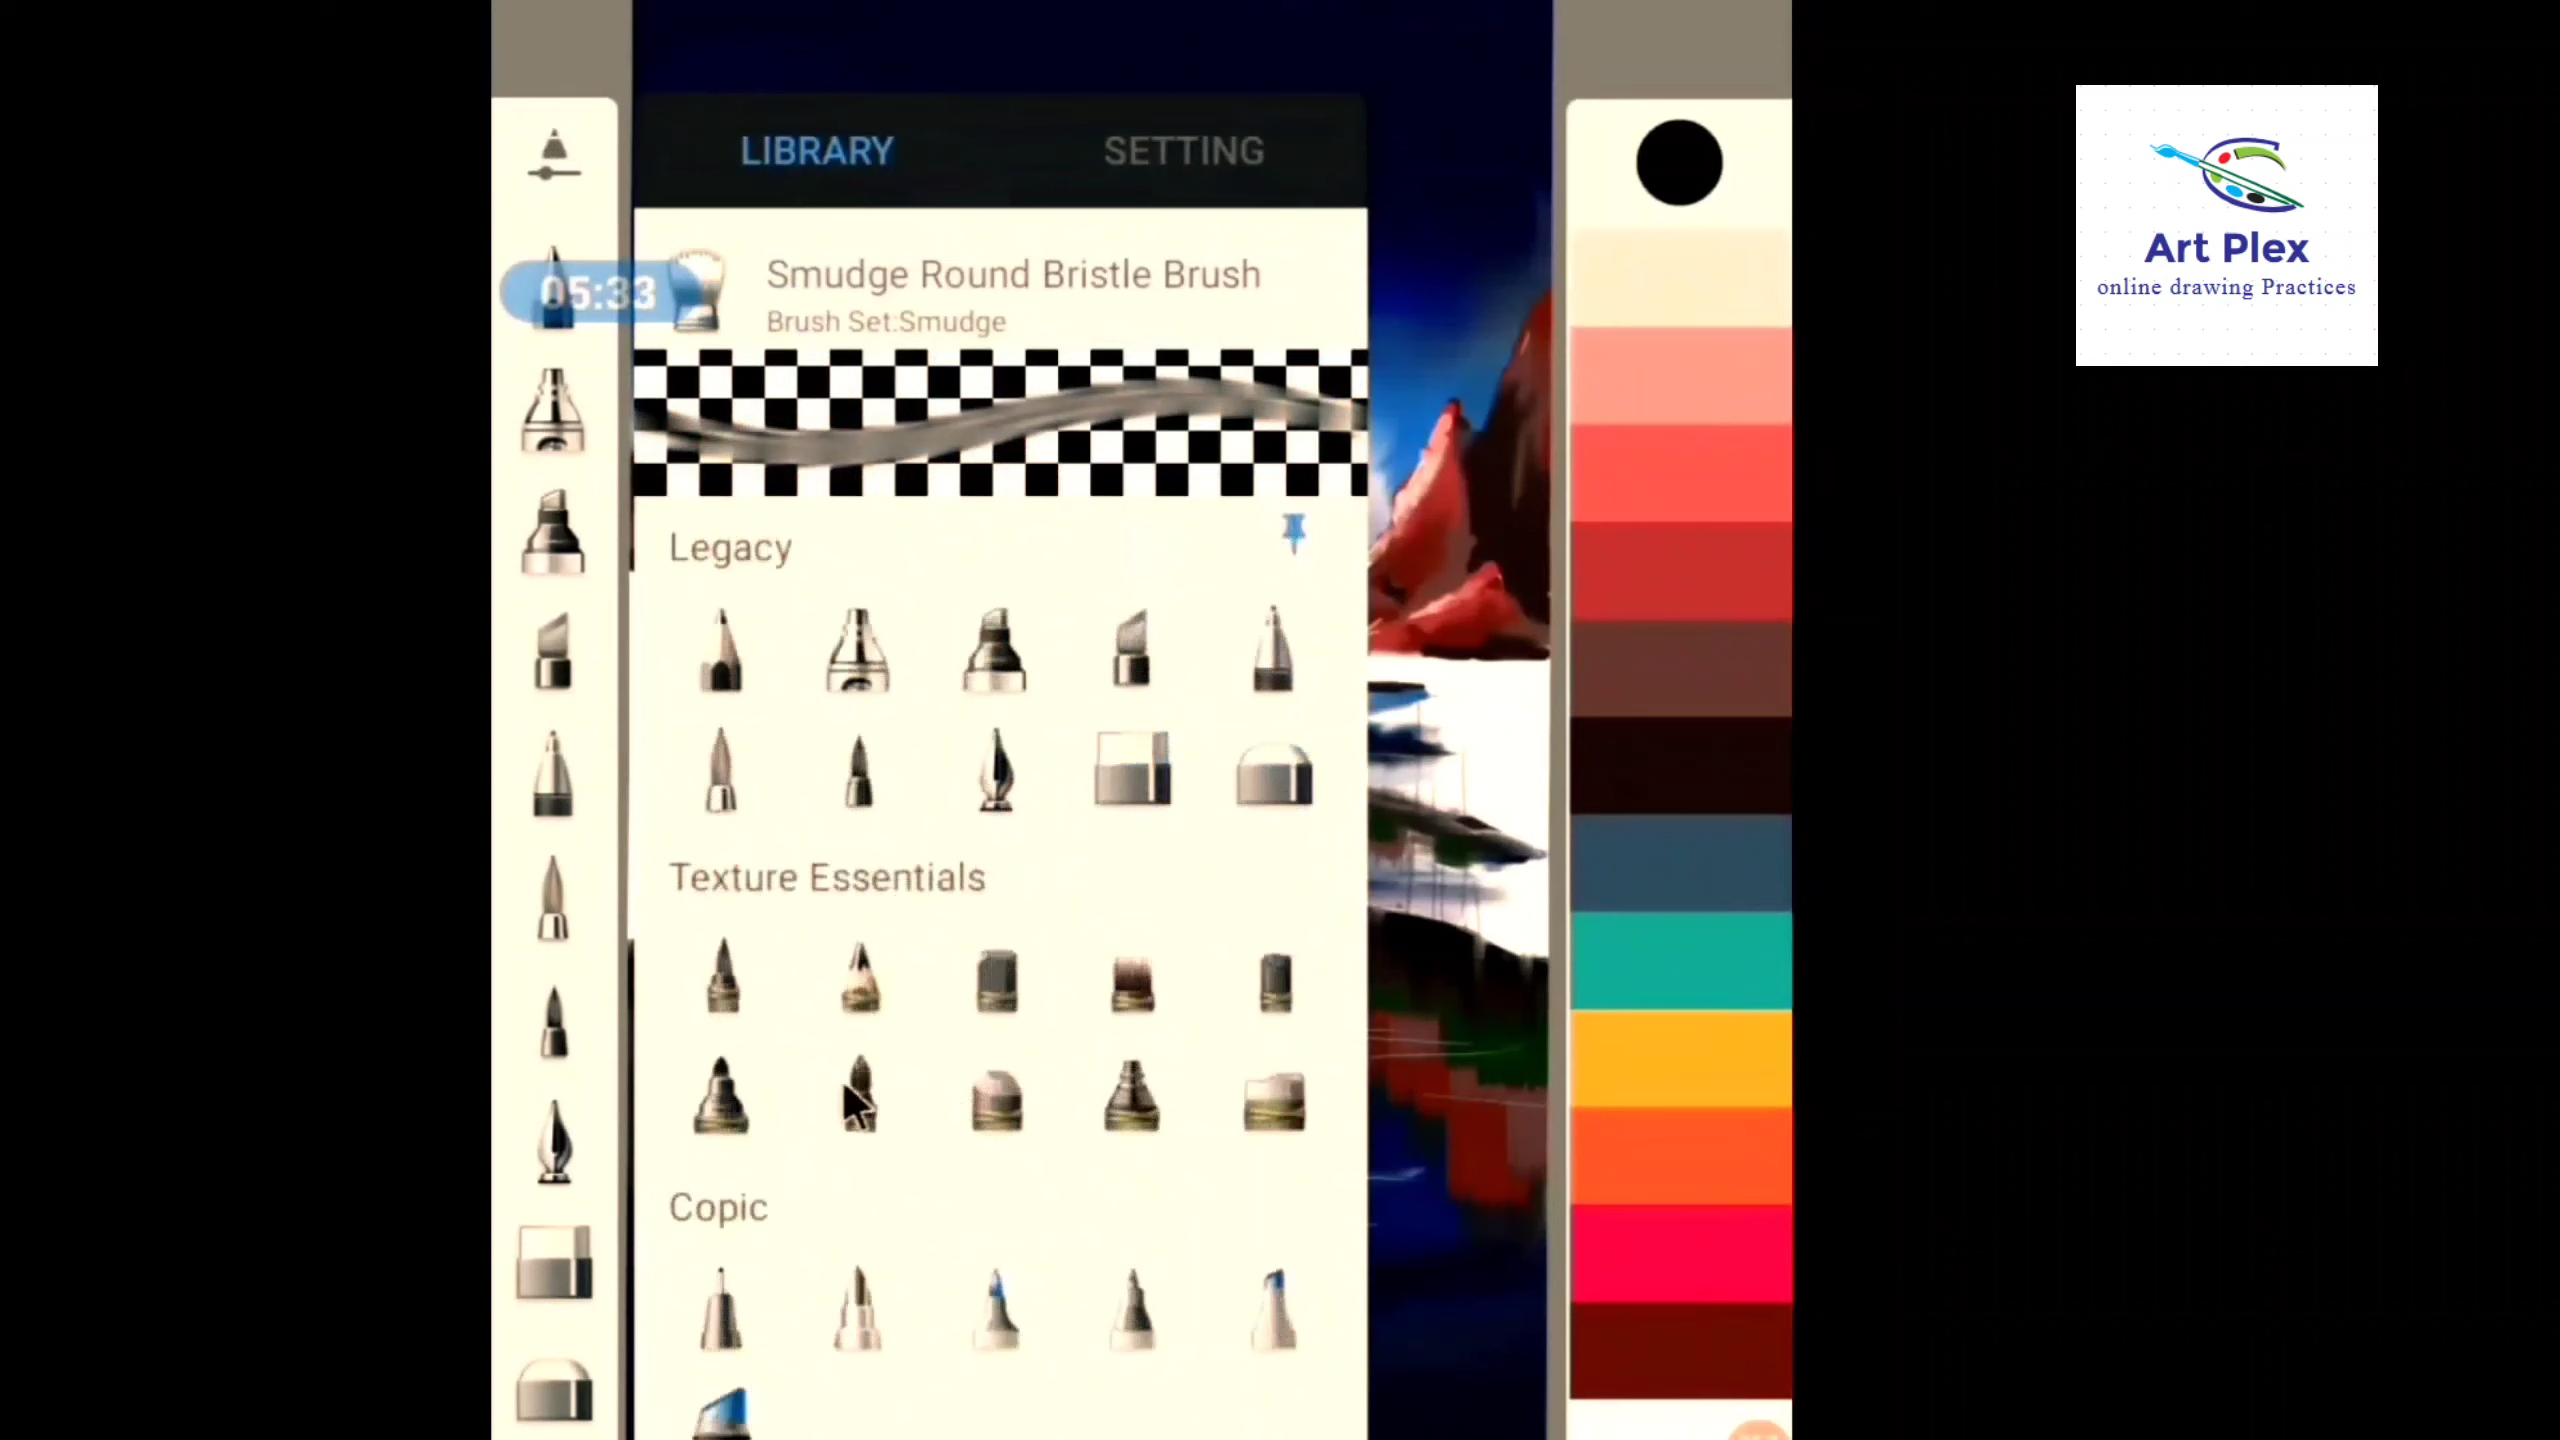 LIBRARY SETTING
05:33
Smudge Round Bristle Brush
Brush Set:Smudge
Legacy
Texture Essentials
Copic
Art Plex
online drawing Practices